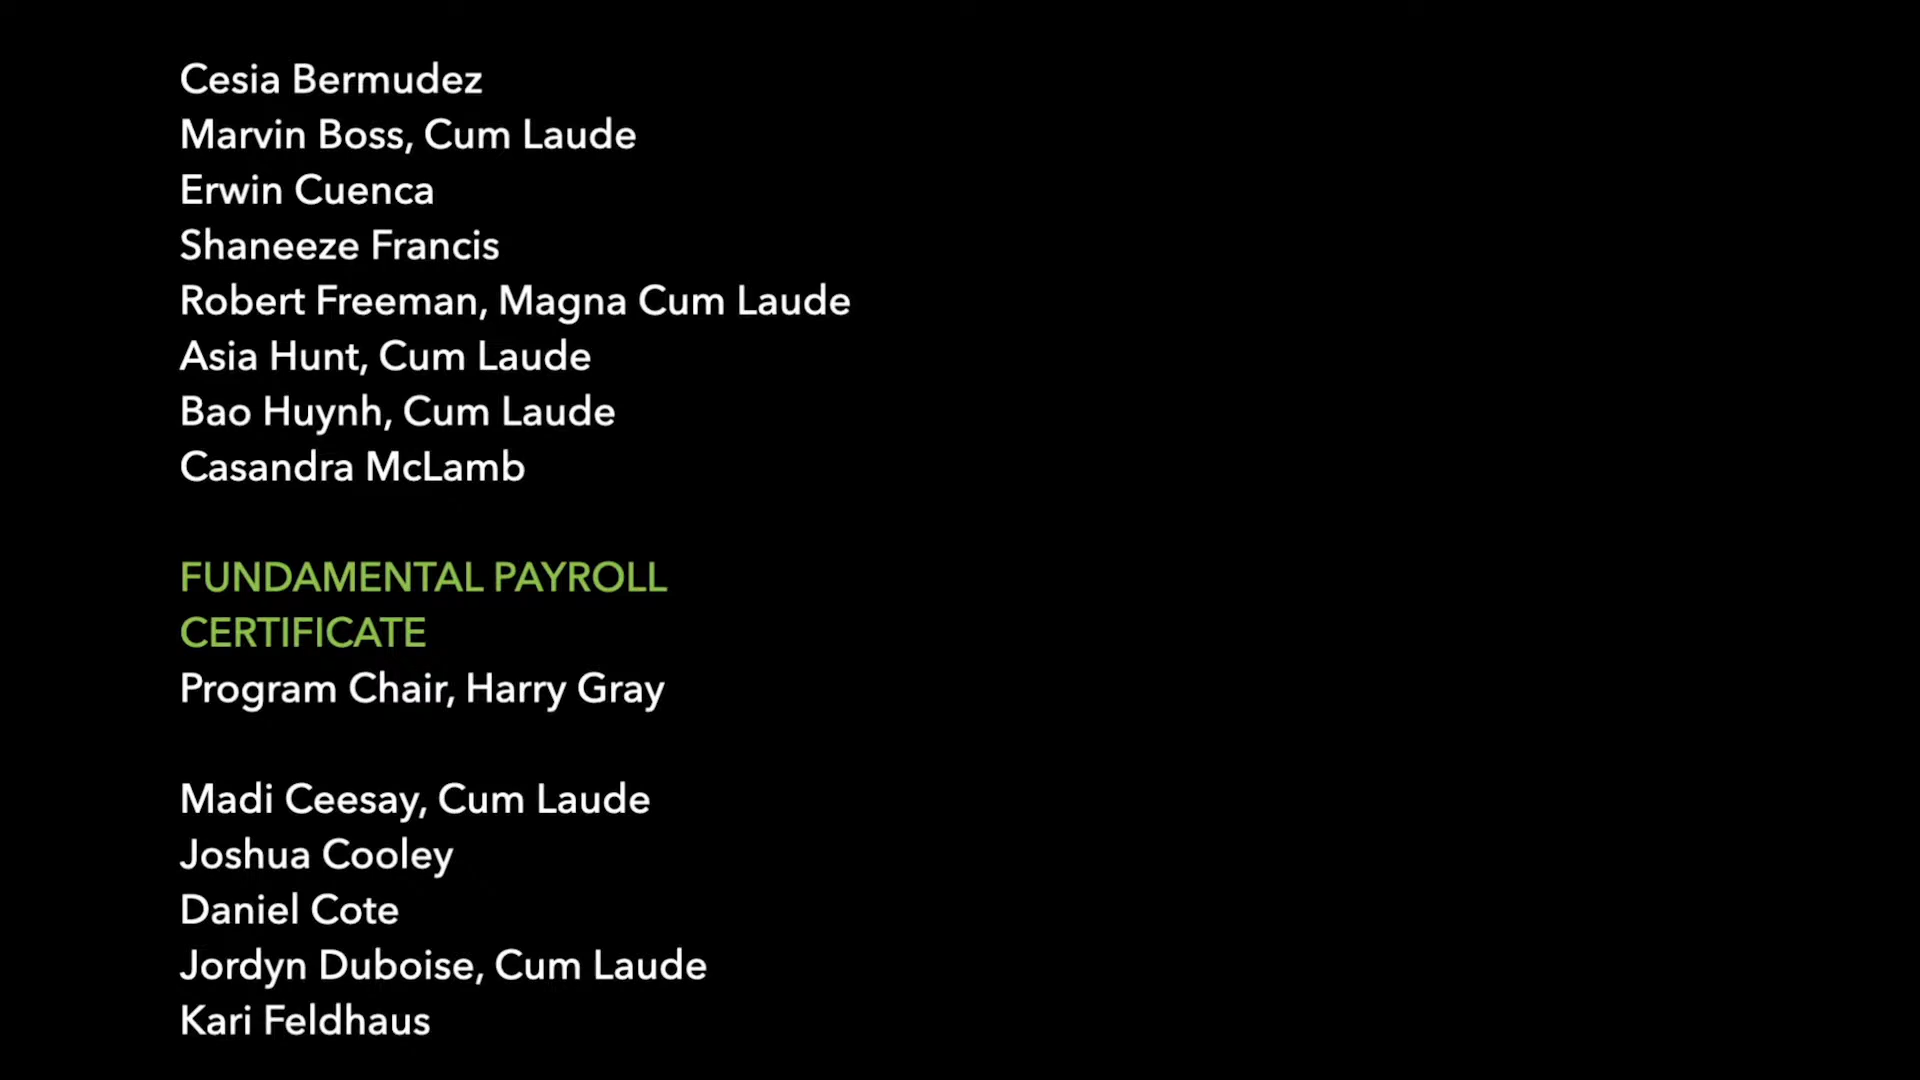 Cesia Bermudez
Marvin Boss, Cum Laude
Erwin Cuenca
Shaneeze Francis
Robert Freeman, Magna Cum Laude
Asia Hunt, Cum Laude
Bao Huynh, Cum Laude
Casandra McLamb
FUNDAMENTAL PAYROLL
CERTIFICATE
Program Chair, Harry Gray
Madi Ceesay, Cum Laude
Joshua Cooley
Daniel Cote
Jordyn Duboise, Cum Laude
Kari Feldhaus